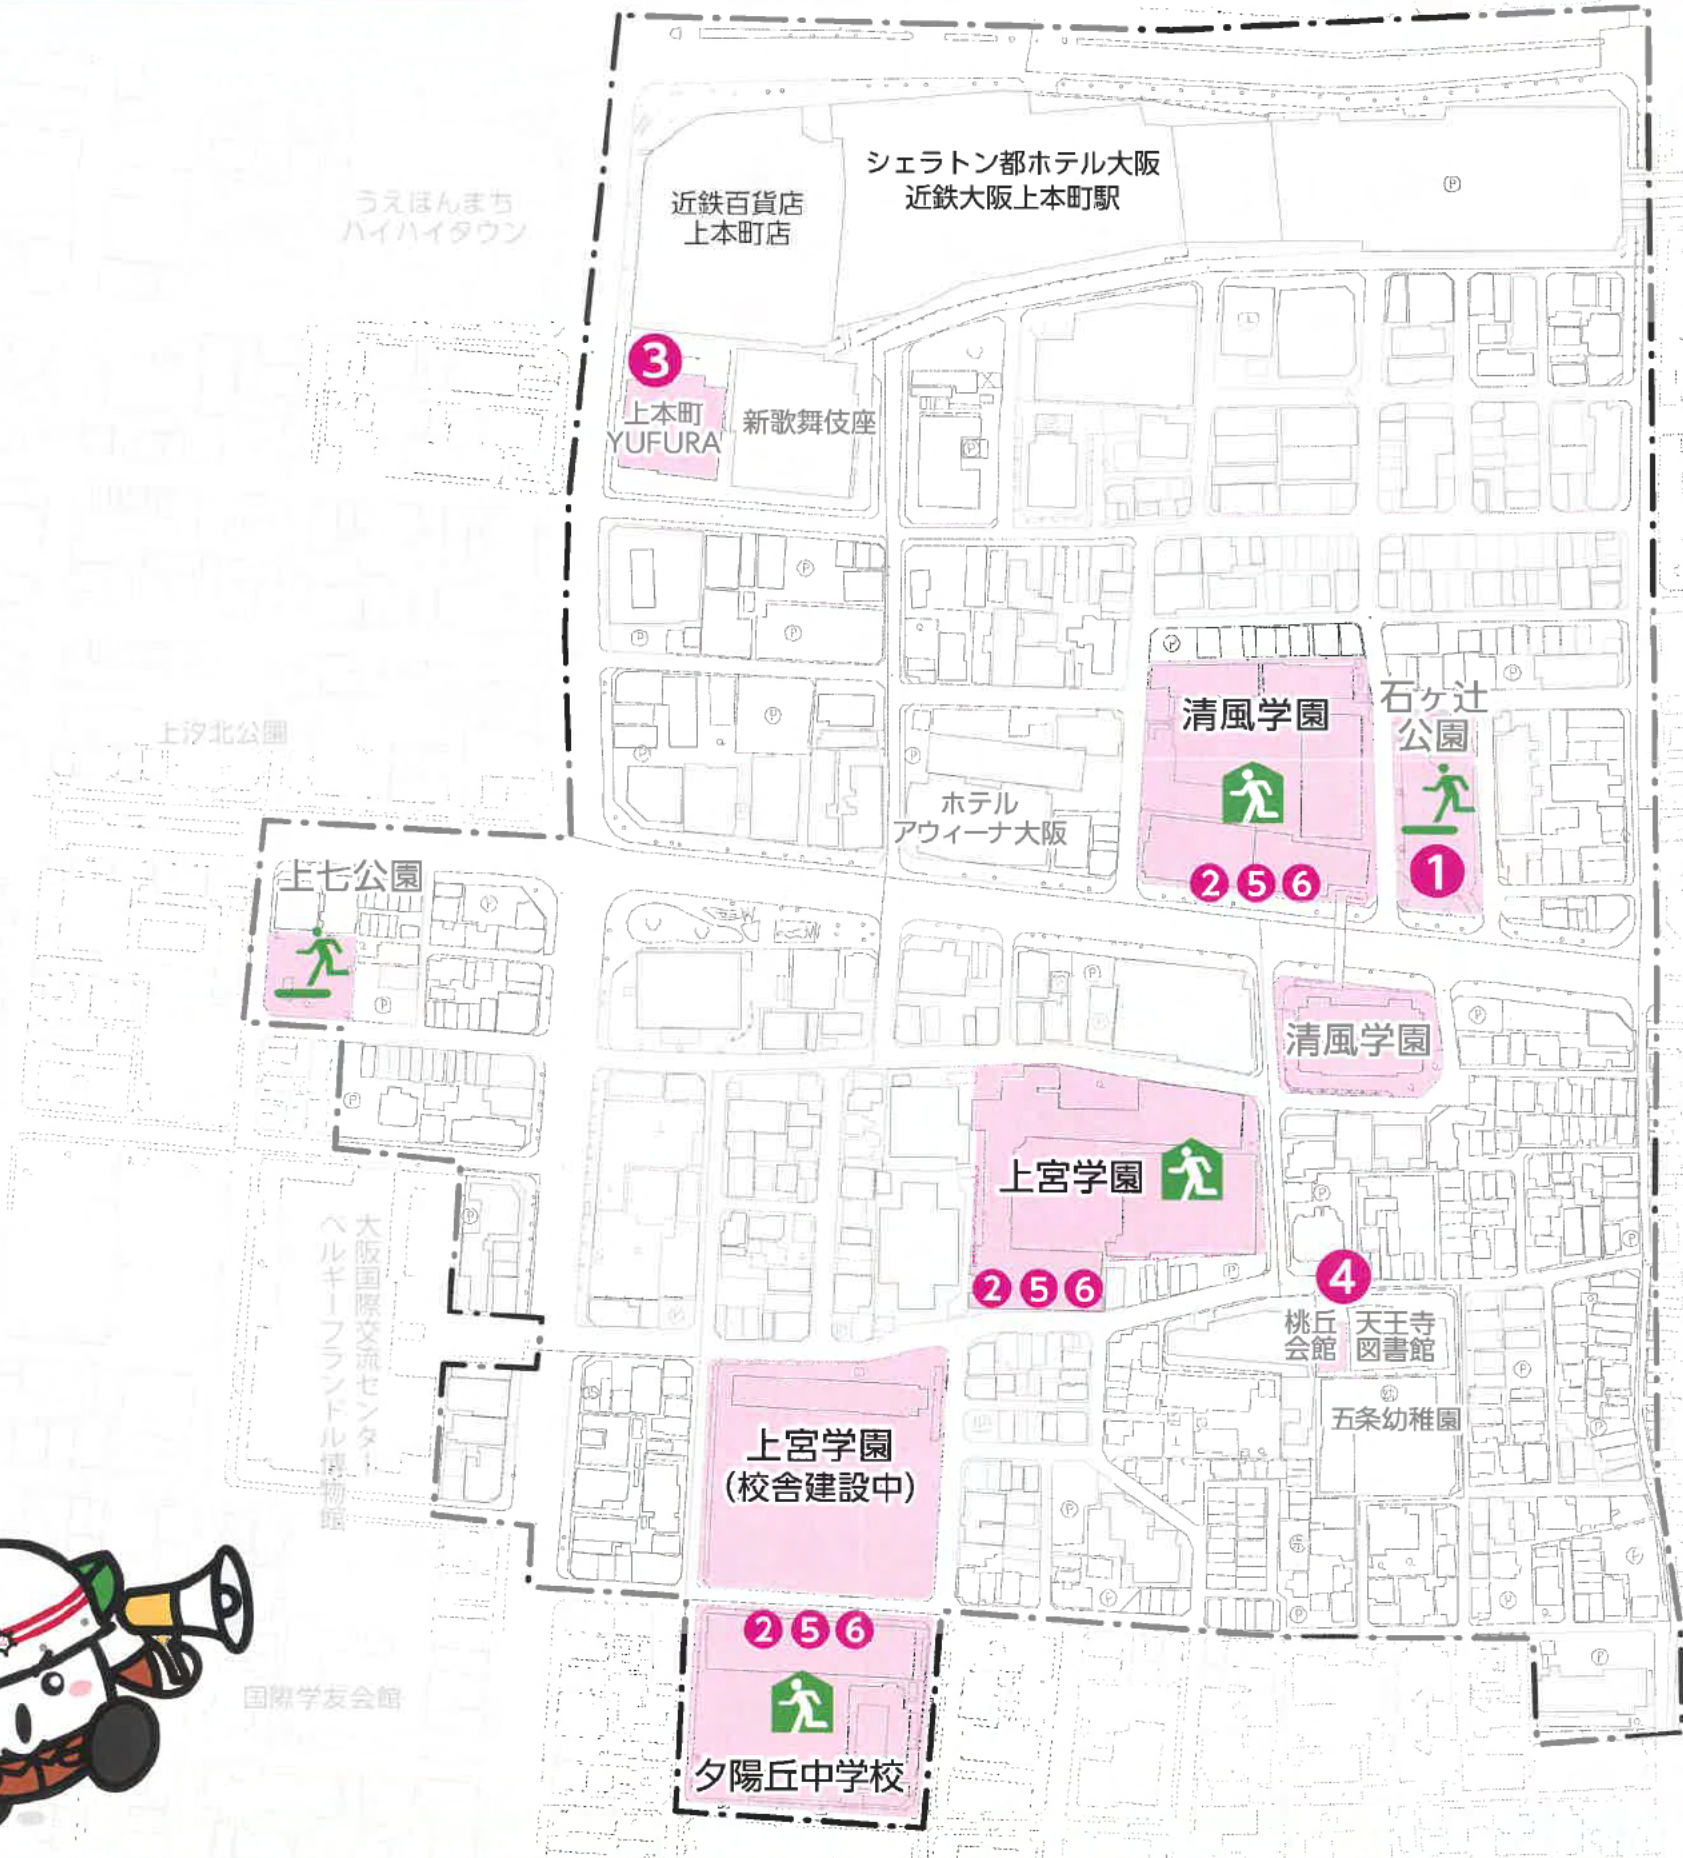 シェラトン都ホテル大阪
近鉄大阪上本町駅
近鉄百貨店
上本町店
うえほんまち
ハイハイタウン
3
上本町
YUFURA
新歌舞伎座
清風学園
2 5 6
石ヶ辻
公園
1
上汐北公園
ホテル
アウィーナ大阪
上七公園
清風学園
上宮学園
2 5 6
4
桃丘
会館
天王寺
図書館
五条幼稚園
大阪国際交流センター
ベルギーフランドル博物館
上宮学園
(校舎建設中)
2 5 6
夕陽丘中学校
国際学友会館